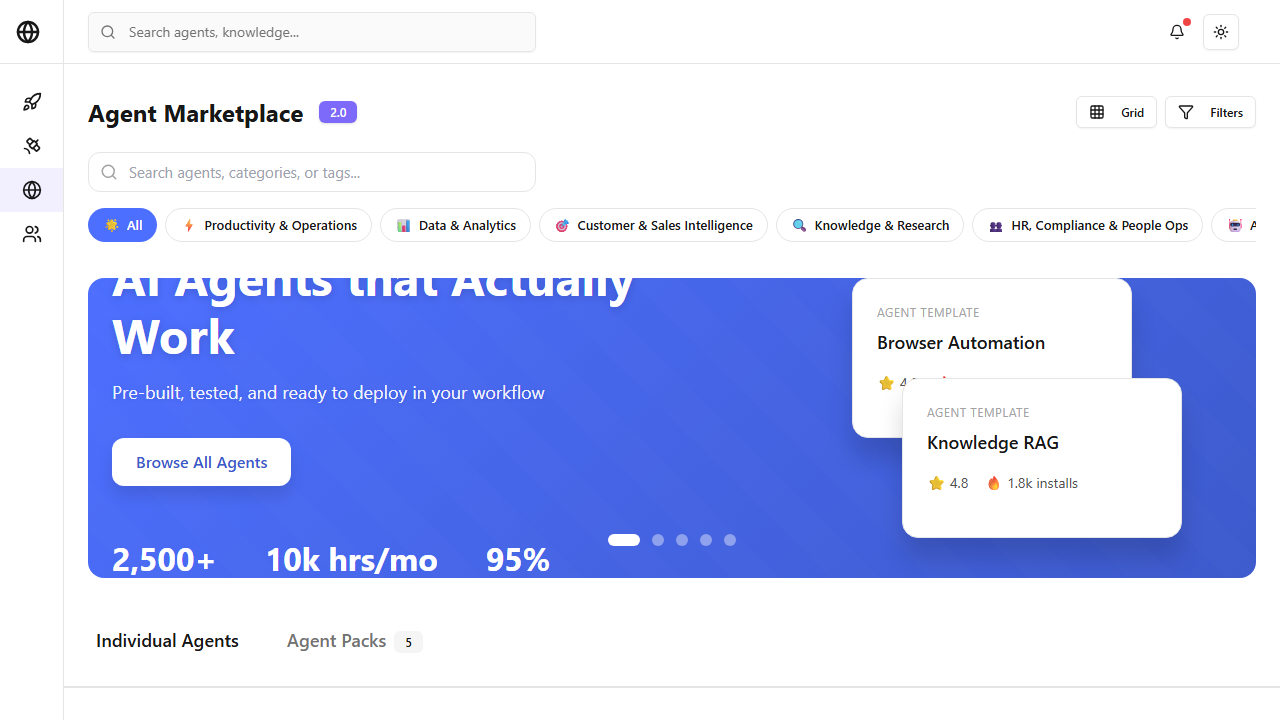 Search agents, knowledge...
Agent Marketplace
2.0
Grid
Filters
Search agents, categories, or tags...
All
Productivity & Operations
Data & Analytics
Customer & Sales Intelligence
Knowledge & Research
HR, Compliance & People Ops
AI Agents that Actually
Work
Pre-built, tested, and ready to deploy in your workflow
Browse All Agents
2,500+
10k hrs/mo
95%
AGENT TEMPLATE
Browser Automation
AGENT TEMPLATE
Knowledge RAG
4.8
1.8k installs
Individual Agents
Agent Packs
5